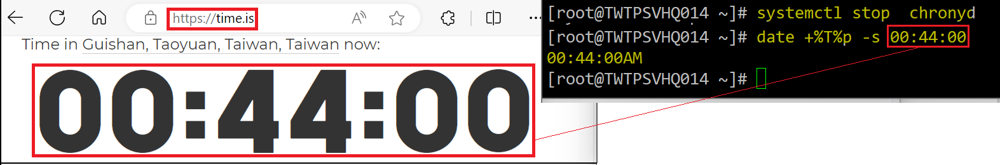 https://time.is
Time in Guishan, Taoyuan, Taiwan, Taiwan now:
00:44:00
[root@TWTPSVHQ014 ~]# systemctl stop  chronyd
[root@TWTPSVHQ014 ~]# date +%T%p -s 00:44:00
00:44:00AM
[root@TWTPSVHQ014 ~]#